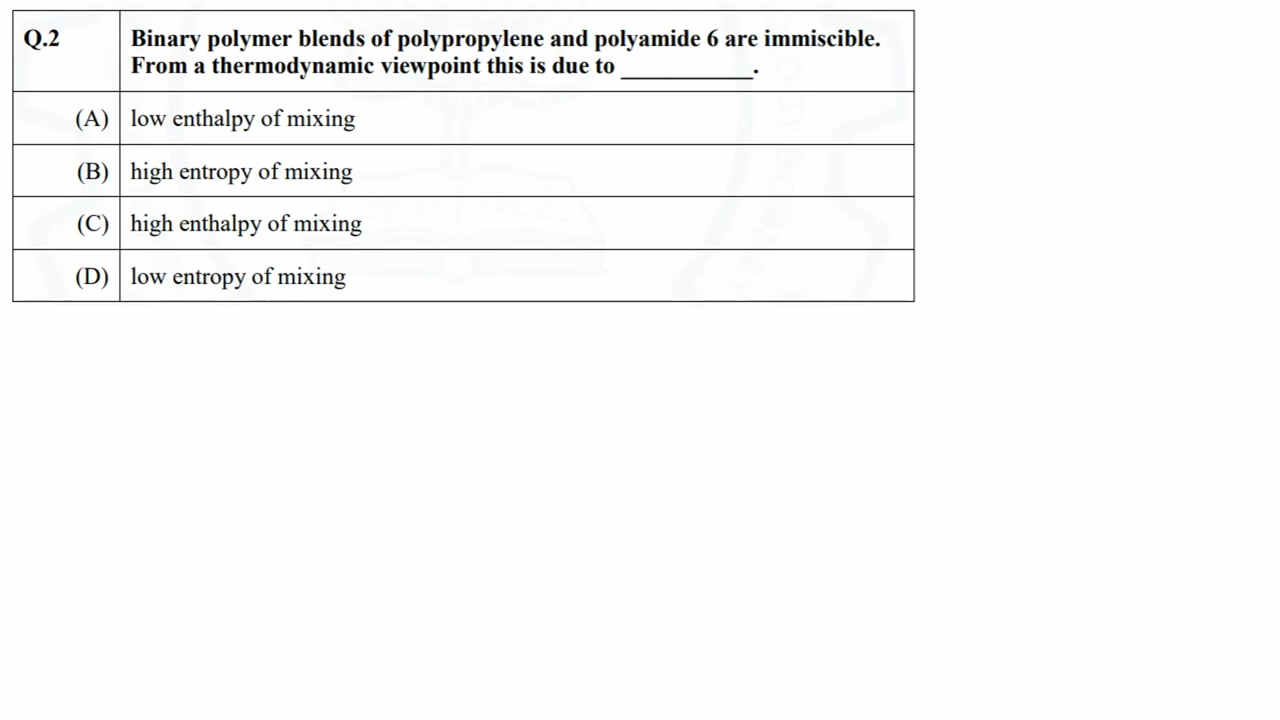 Q.2 Binary polymer blends of polypropylene and polyamide 6 are immiscible.
From a thermodynamic viewpoint this is due to ___________.
(A) low enthalpy of mixing
(B) high entropy of mixing
(C) high enthalpy of mixing
(D) low entropy of mixing